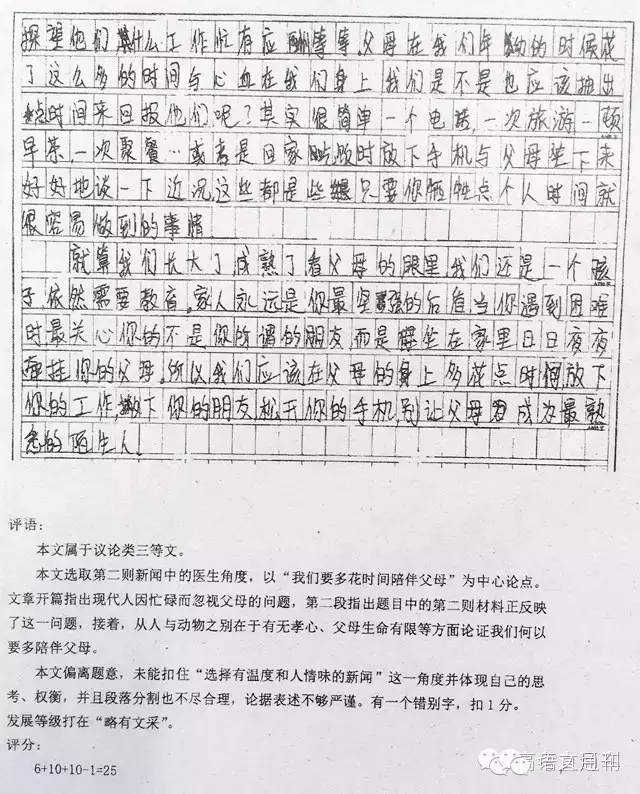 探望他们,其什么工作忙有应酬等等.父母在我们年幼的时候花
了这么多的时间与心血在我们身上,我们是不是也应该抽出
点时间来回报他们呢?其实很简单,一个电话,一次旅游,一顿
早茶,一次聚餐…或者是回家吃饭时放下手机与父母坐下来
好好地谈一下近况,这些都是些只要你牺牲点个人时间就
很容易做到的事情
就算我们长大了,成熟了,看父母的眼里,我们还是一个孩
子,依然需要教育.家人永远是你最坚强的后盾,当你遇到困难
时最关心你的不是你所谓的朋友,而是每坐在家里日日夜夜
牵挂你的父母.所以我们应该在父母的身上多花点时间放下
你的工作,撇下你的朋友,松开你的手机,别让父母成为最熟
悉的陌生人!
评语:
本文属于议论类三等文。
本文选取第二则新闻中的医生角度,以“我们要多花时间陪伴父母”为中心论点。
文章开篇指出现代人因忙碌而忽视父母的问题,第二段指出题目中的第二则材料正反映
了这一问题,接着,从人与动物之别在于有无孝心、父母生命有限等方面论证我们何以
要多陪伴父母。
本文偏离题意,未能扣住“选择有温度和人情味的新闻”这一角度并体现自己的思
考、权衡,并且段落分割也不尽合理,论据表述不够严谨。有一个错别字,扣1分。
发展等级打在“略有文采”。
评分:
6+10+10-1=25
高考直通刊